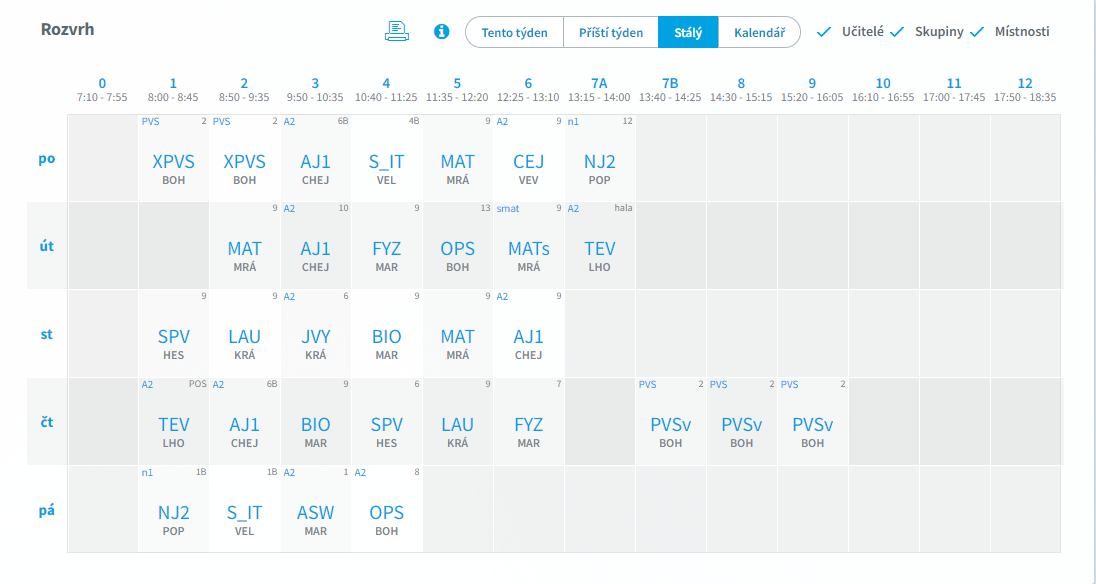 Rozvrh
Tento týden Příští týden Stálý Kalendář Učitelé Skupiny Místnosti
0 1 2 3 4 5 6 7A 7B 8 9 10 11 12
7:10 - 7:55 8:00 - 8:45 8:50 - 9:35 9:50 - 10:35 10:40 - 11:25 11:35 - 12:20 12:25 - 13:10 13:15 - 14:00 13:40 - 14:25 14:30 - 15:15 15:20 - 16:05 16:10 - 16:55 17:00 - 17:45 17:50 - 18:35
PVS 2 PVS 2 A2 6B 4B 9 A2 9 n1 12
po XPVS XPVS AJ1 S_IT MAT CEJ NJ2
BOH BOH CHEJ VEL MRÁ VEV POP
9 A2 10 9 13 smat 9 A2 hala
út MAT AJ1 FYZ OPS MATs TEV
MRÁ CHEJ MAR BOH MRÁ LHO
9 9 A2 6 9 9 A2 9
st SPV LAU JVY BIO MAT AJ1
HES KRÁ KRÁ MAR MRÁ CHEJ
A2 POS A2 6B 9 6 9 7 PVS 2 PVS 2 PVS 2
čt TEV AJ1 BIO SPV LAU FYZ PVSv PVSv PVSv
LHO CHEJ MAR HES KRÁ MAR BOH BOH BOH
n1 1B 1B A2 1 A2 8
pá NJ2 S_IT ASW OPS
POP VEL MAR BOH